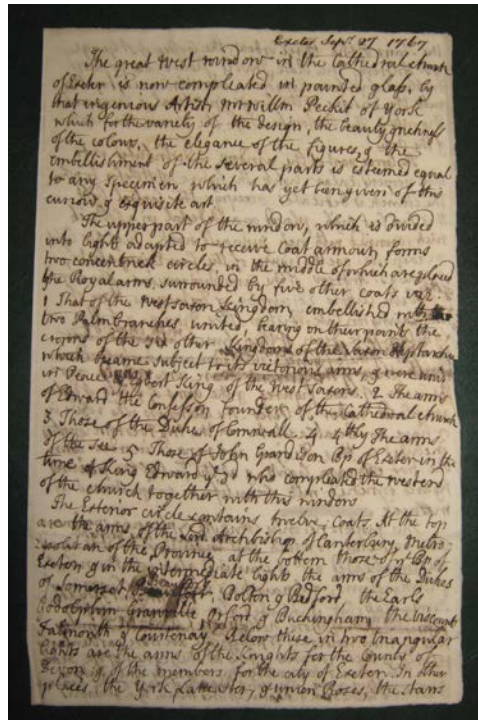 Exeter Sepr. 27 1767
The great West window in the Cathedral church
of Exeter is now compleated in painted glass, by
that ingenious Artist, Mr Willm Peckit of York
which for the variety of the design, the beauty & richness
of the colours, the elegance of the figures, & the
embellishment of the several parts is esteemed equal
to any specimen which has yet been given of this
curious & exquisite art
The upper part of the window, which is divided
into lights adapted to receive Coat armour, forms
two concentrick circles in the middle of which are placed
the Royal arms, surrounded by five other coats viz.
1 That of the West saxon kingdom, embellished with
two Palm branches united, bearing on their points the
crowns of the six other Kingdoms of the Saxon Heptarchy
which became subject to its victorious arms, & were united
in Peace Egbert King of the West Saxons. 2 The arms
of Edward the Confessor founder of the Cathedral church
3 Those of the Duke of Cornwall. 4 The arms
of the see 5 Those of John Grandison Bp of Exeter in the
time of King Edward ye 3d who compleated the west end
of the church together with this window
The Exterior circle contains twelve Coats. At the top
are the arms of the Archbishop of Canterbury, Metro
politan of the Province, at the bottom those of ye Bp of
Exeter & in the intermediate lights the arms of the Dukes
of Somerset Bolton & Bedford the Earls
Godolphin Granville, Orford & Buckingham, the Viscount
Falmouth & Courtenay. Below these in two triangular
lights are the arms of the Knights for the County of
Devon & of the members for the city of Exeter. In other
places, the York Lancaster, & union Roses, the Stars